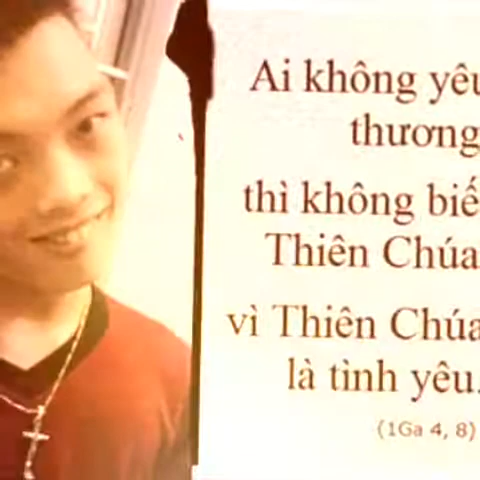 Ai không yêu
thương
thì không biế
Thiên Chúa
vì Thiên Chúa
là tình yêu.
(1Ga 4, 8)